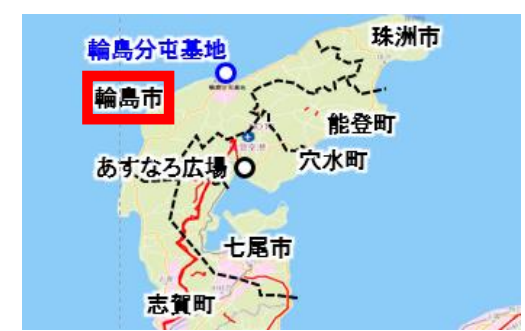 珠洲市
輪島分屯基地
輪島市
能登町
あすなろ広場
穴水町
七尾市
志賀町